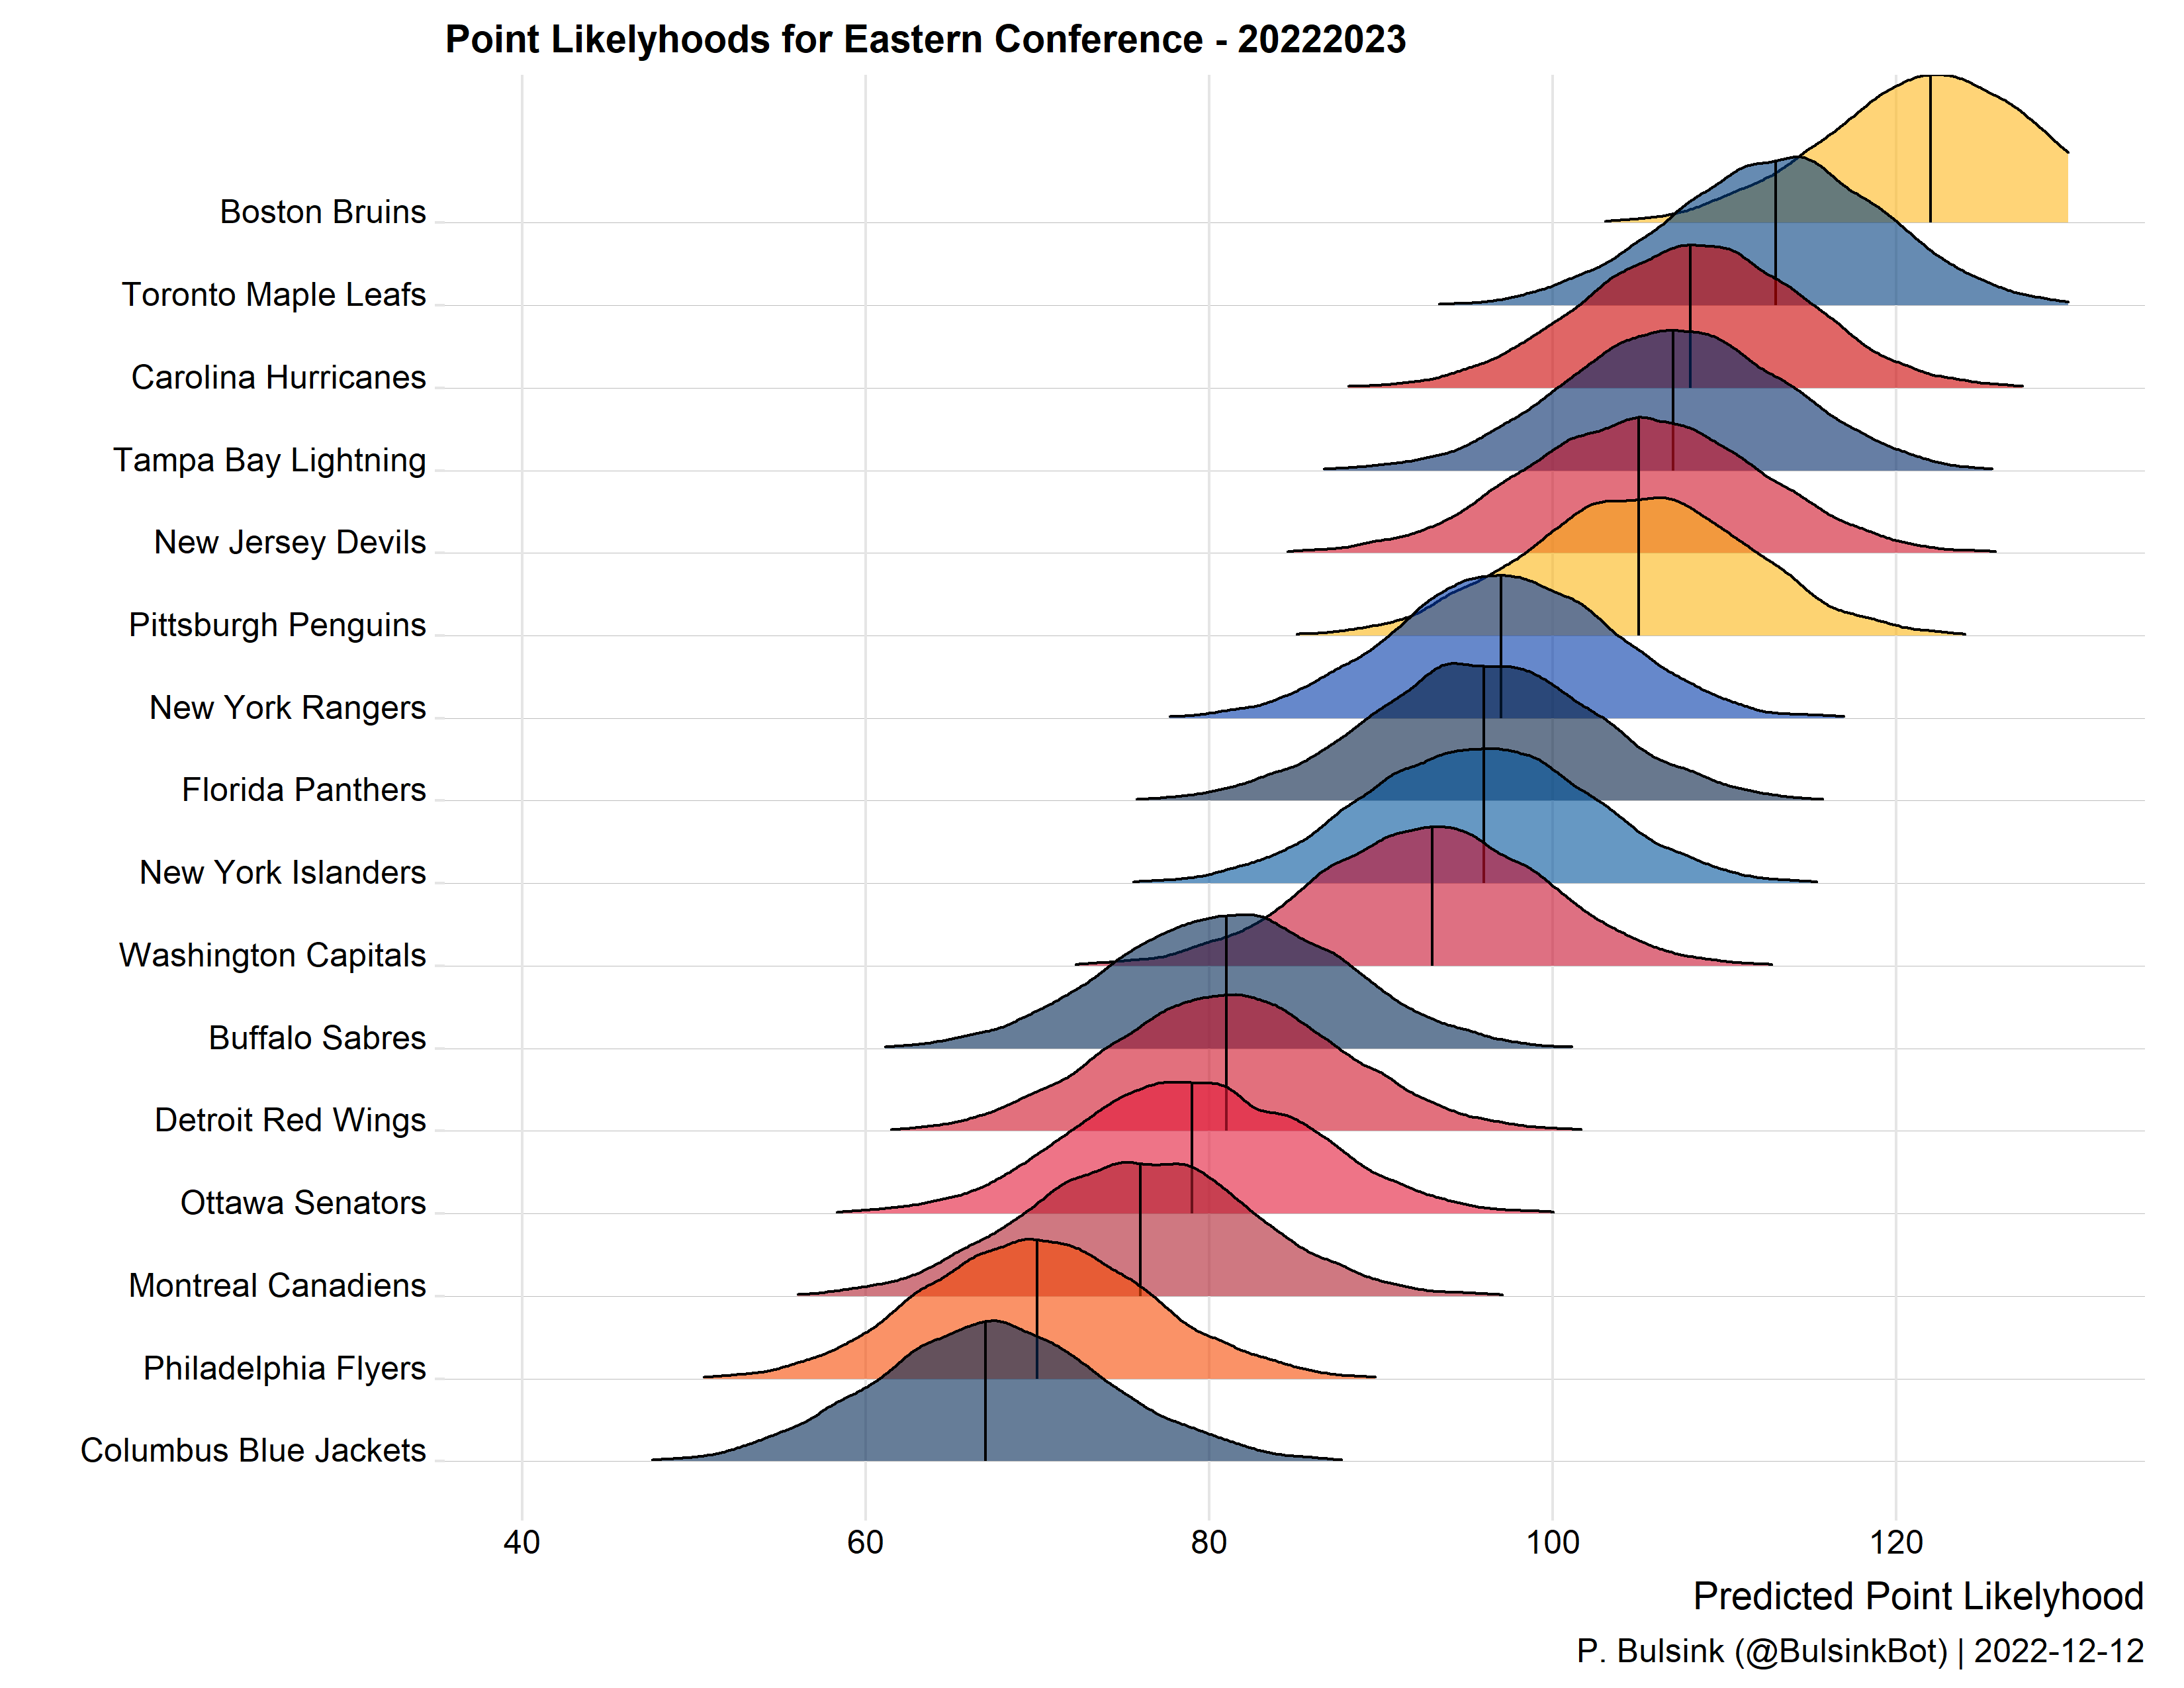 Point Likelyhoods for Eastern Conference - 20222023
Boston Bruins
Toronto Maple Leafs
Carolina Hurricanes
Tampa Bay Lightning
New Jersey Devils
Pittsburgh Penguins
New York Rangers
Florida Panthers
New York Islanders
Washington Capitals
Buffalo Sabres
Detroit Red Wings
Ottawa Senators
Montreal Canadiens
Philadelphia Flyers
Columbus Blue Jackets
40 60 80 100 120
Predicted Point Likelyhood
P. Bulsink (@BulsinkBot) | 2022-12-12